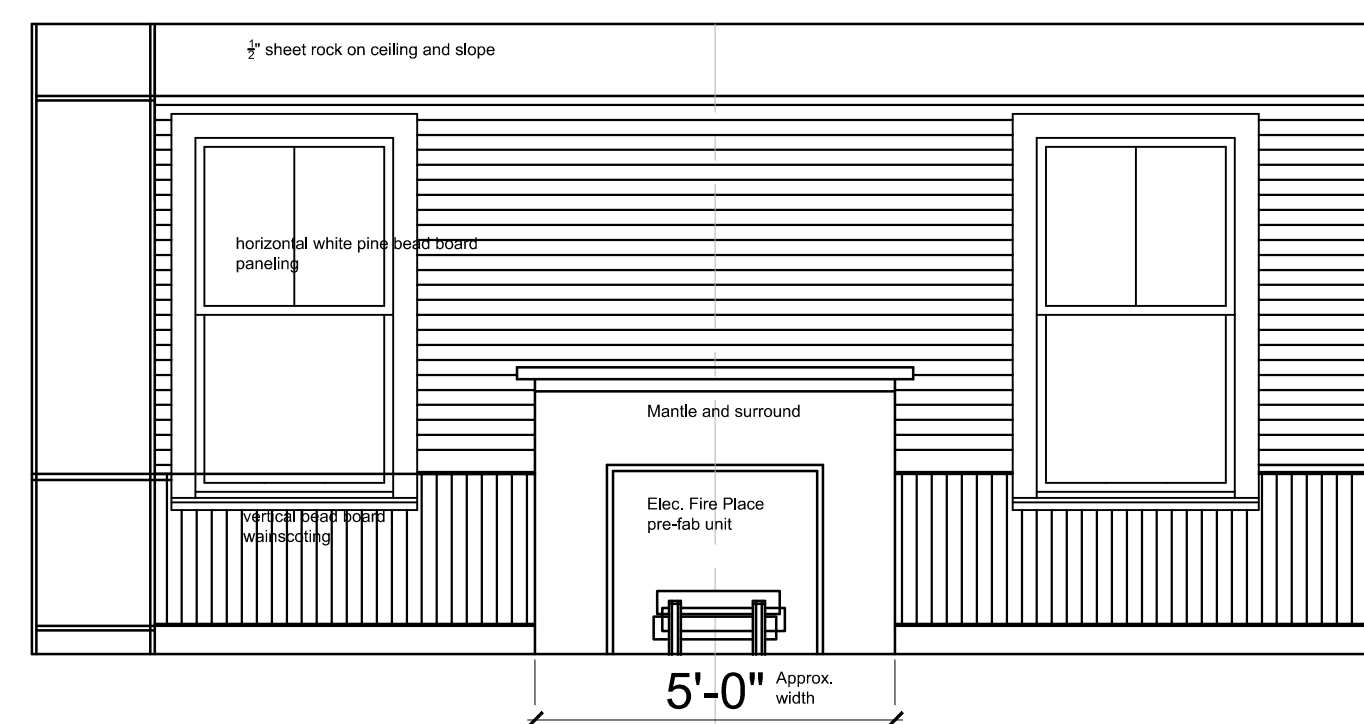 ½" sheet rock on ceiling and slope
horizontal white pine bead board
paneling
Mantle and surround
Elec. Fire Place
pre-fab unit
vertical bead board
wainscoting
5'-0" Approx.
width